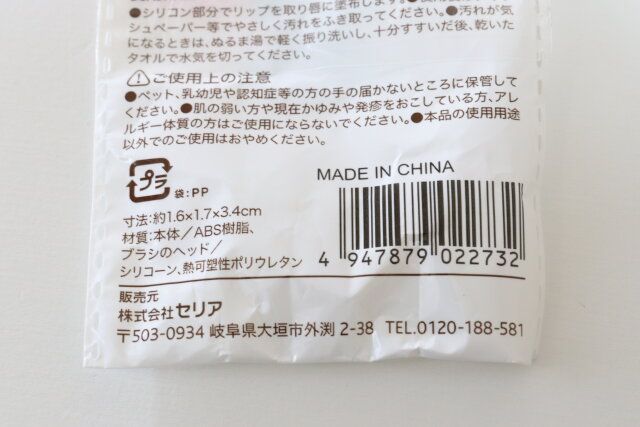 ●シリコン部分でリップを取り唇に塗布します。
●汚れが気
シュペーパー等でやさしく汚れをふき取ってください。
になるときは、ぬるま湯で軽く振り洗いし、十分すすいだ後、乾いた
タオルで水気を切ってください。
⚠ご使用上の注意
●ペット、乳幼児や認知症等の方の手の届かないところに保管して
ください。●肌の弱い方や現在かゆみや発疹をおこしている方、アレ
ルギー体質の方はご使用にならないでください。●本品の使用用途
以外でのご使用はおやめください。
プラ
袋:PP
MADE IN CHINA
寸法:約1.6×1.7×3.4cm
材質:本体/ABS樹脂、
ブラシのヘッド/
シリコーン、熱可塑性ポリウレタン
4 947879 022732
販売元
株式会社セリア
〒503-0934 岐阜県大垣市外渕 2-38 TEL.0120-188-581